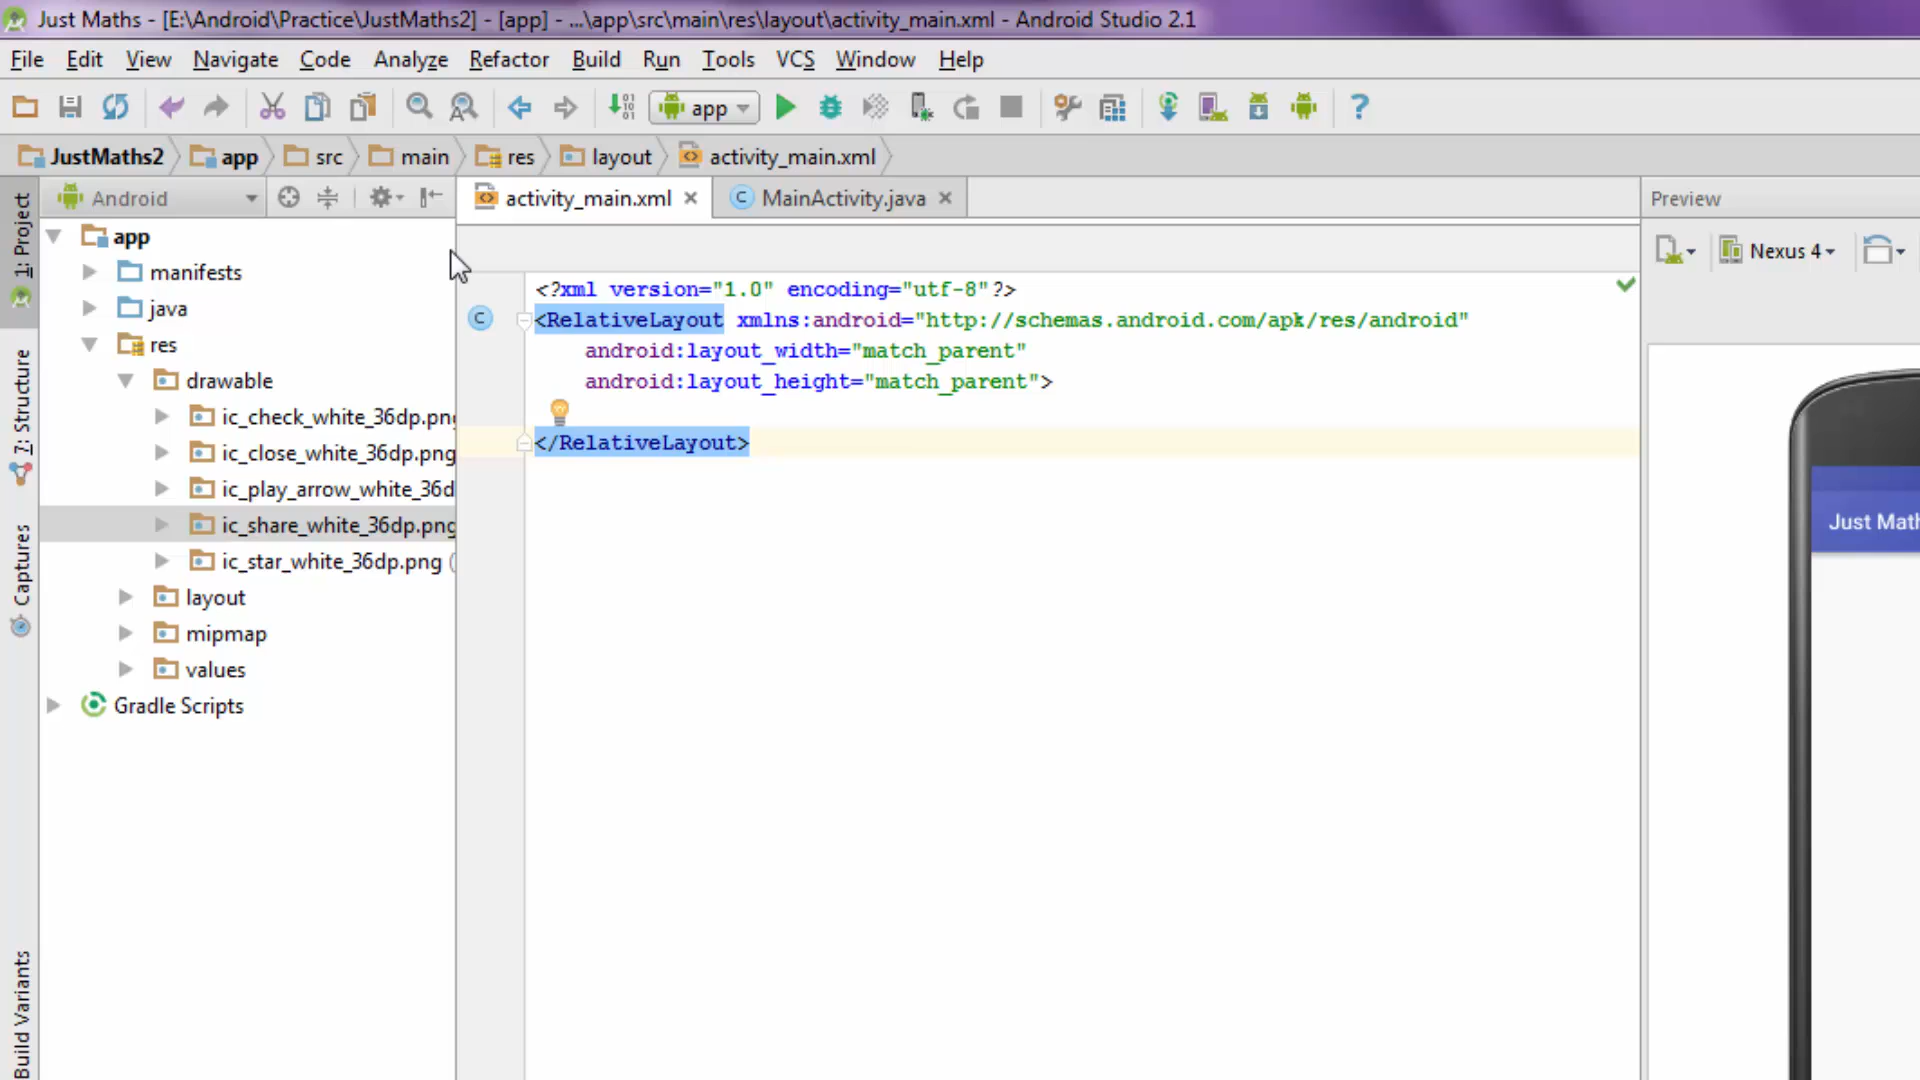 Just Maths - [E:\Android\Practice\JustMaths2] - [app] - ...\app\src\main\res\layout\activity_main.xml - Android Studio 2.1
File Edit View Navigate Code Analyze Refactor Build Run Tools VCS Window Help
app
JustMaths2 app src main res layout activity_main.xml
Android activity_main.xml MainActivity.java Preview
1: Project
7: Structure
Captures
Build Variants
app
manifests
java
res
drawable
ic_check_white_36dp.png
ic_close_white_36dp.png
ic_play_arrow_white_36d
ic_share_white_36dp.png
ic_star_white_36dp.png (
layout
mipmap
values
Gradle Scripts
<?xml version="1.0" encoding="utf-8"?>
<RelativeLayout xmlns:android="http://schemas.android.com/apk/res/android"
android:layout_width="match_parent"
android:layout_height="match_parent">
</RelativeLayout>
Nexus 4
Just Math